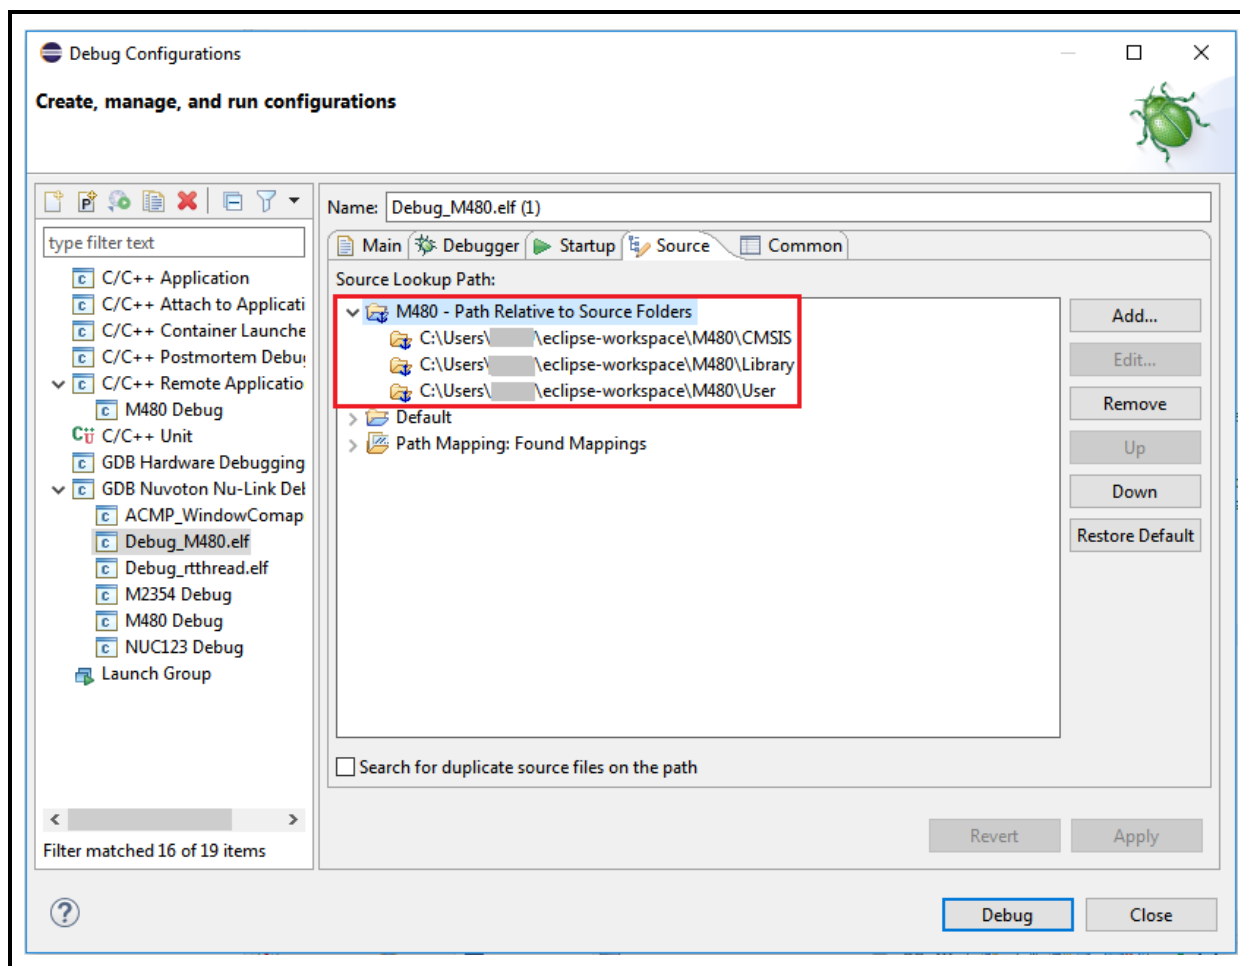 Debug Configurations
Create, manage, and run configurations
type filter text
C/C++ Application
C/C++ Attach to Applicati
C/C++ Container Launche
C/C++ Postmortem Debu
C/C++ Remote Applicatio
M480 Debug
C/C++ Unit
GDB Hardware Debugging
GDB Nuvoton Nu-Link Del
ACMP_WindowComap
Debug_M480.elf
Debug_rtthread.elf
M2354 Debug
M480 Debug
NUC123 Debug
Launch Group
Filter matched 16 of 19 items
Name: Debug_M480.elf (1)
Main Debugger Startup Source Common
Source Lookup Path:
M480 - Path Relative to Source Folders
C:\Users\ \eclipse-workspace\M480\CMSIS
C:\Users\ \eclipse-workspace\M480\Library
C:\Users\ \eclipse-workspace\M480\User
Default
Path Mapping: Found Mappings
Add...
Edit...
Remove
Up
Down
Restore Default
Search for duplicate source files on the path
Revert Apply
Debug Close